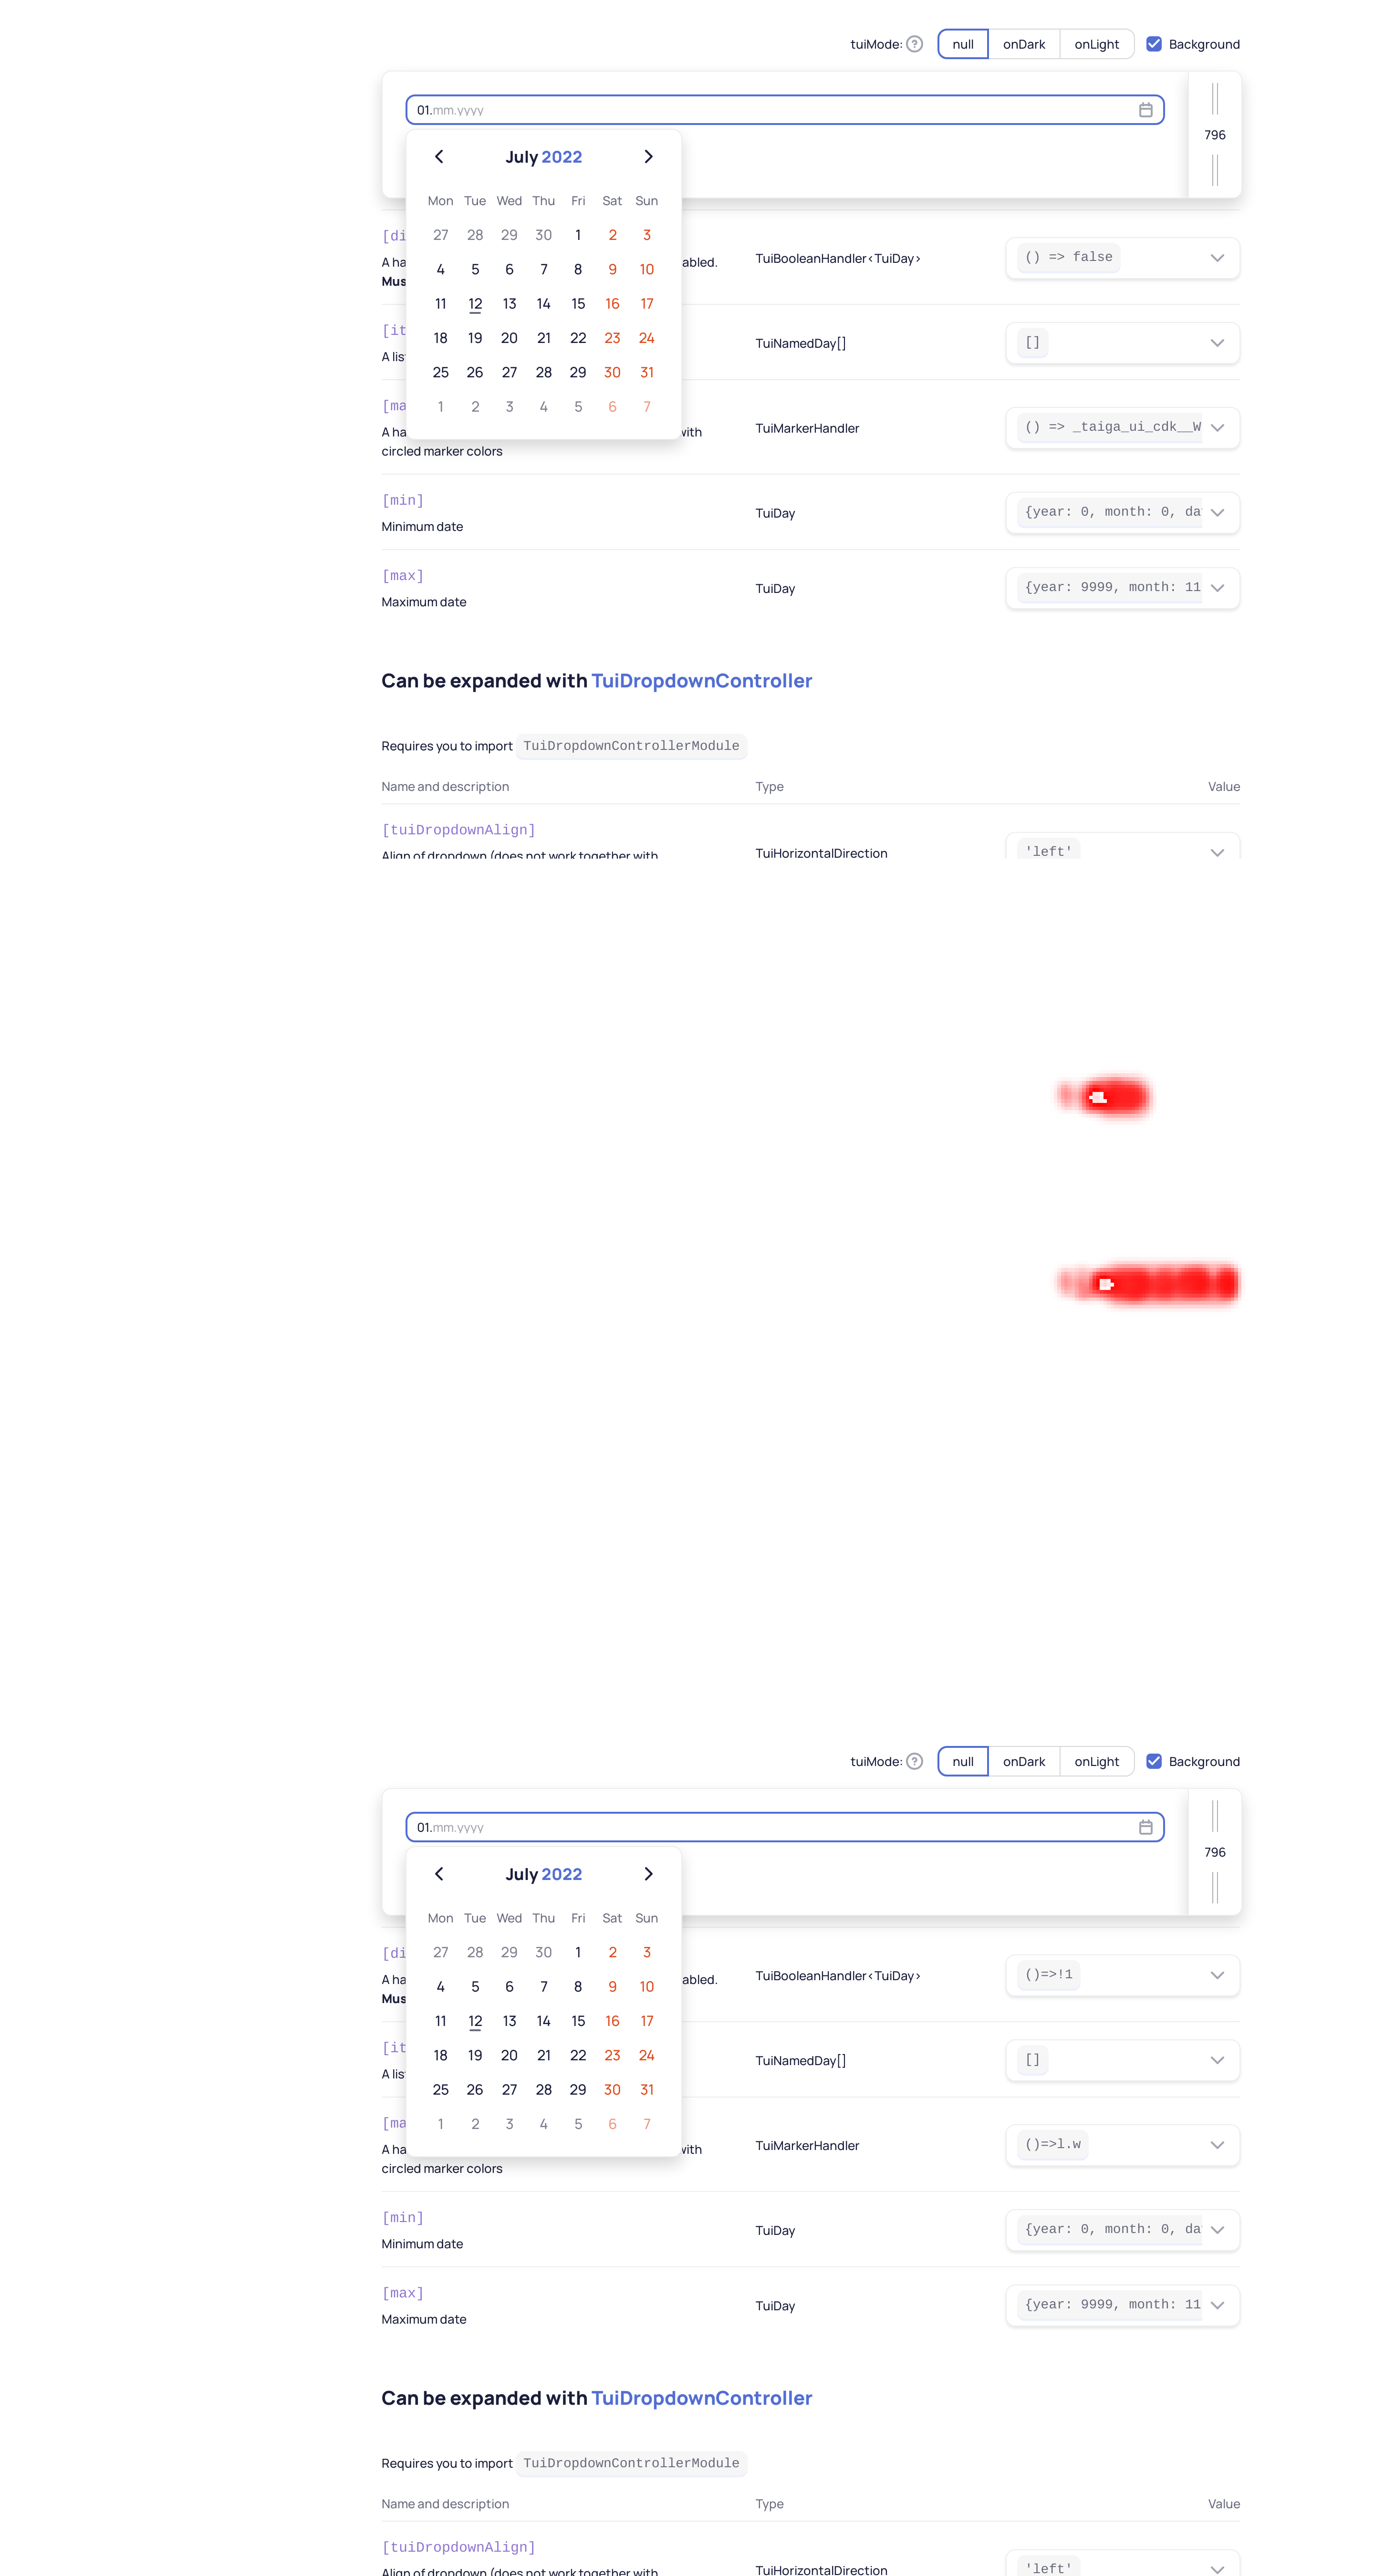 tuiMode: ? null onDark onLight Background
01.mm.yyyy
796
July 2022
Mon Tue Wed Thu Fri Sat Sun
27 28 29 30 1 2 3
4 5 6 7 8 9 10
11 12 13 14 15 16 17
18 19 20 21 22 23 24
25 26 27 28 29 30 31
1 2 3 4 5 6 7
[di
A ha abled.
Mus
TuiBooleanHandler<TuiDay>
() => false
[it
A lis
TuiNamedDay[]
[]
[ma
A ha with
circled marker colors
TuiMarkerHandler
() => _taiga_ui_cdk__W
[min]
Minimum date
TuiDay
{year: 0, month: 0, da
[max]
Maximum date
TuiDay
{year: 9999, month: 11
Can be expanded with TuiDropdownController
Requires you to import TuiDropdownControllerModule
Name and description Type Value
[tuiDropdownAlign]
Align of dropdown (does not work together with
TuiHorizontalDirection
'left'
tuiMode: ? null onDark onLight Background
01.mm.yyyy
796
July 2022
Mon Tue Wed Thu Fri Sat Sun
27 28 29 30 1 2 3
4 5 6 7 8 9 10
11 12 13 14 15 16 17
18 19 20 21 22 23 24
25 26 27 28 29 30 31
1 2 3 4 5 6 7
[di
A ha abled.
Mus
TuiBooleanHandler<TuiDay>
()=>!1
[it
A lis
TuiNamedDay[]
[]
[ma
A ha with
circled marker colors
TuiMarkerHandler
()=>l.w
[min]
Minimum date
TuiDay
{year: 0, month: 0, da
[max]
Maximum date
TuiDay
{year: 9999, month: 11
Can be expanded with TuiDropdownController
Requires you to import TuiDropdownControllerModule
Name and description Type Value
[tuiDropdownAlign]
Align of dropdown (does not work together with
TuiHorizontalDirection
'left'